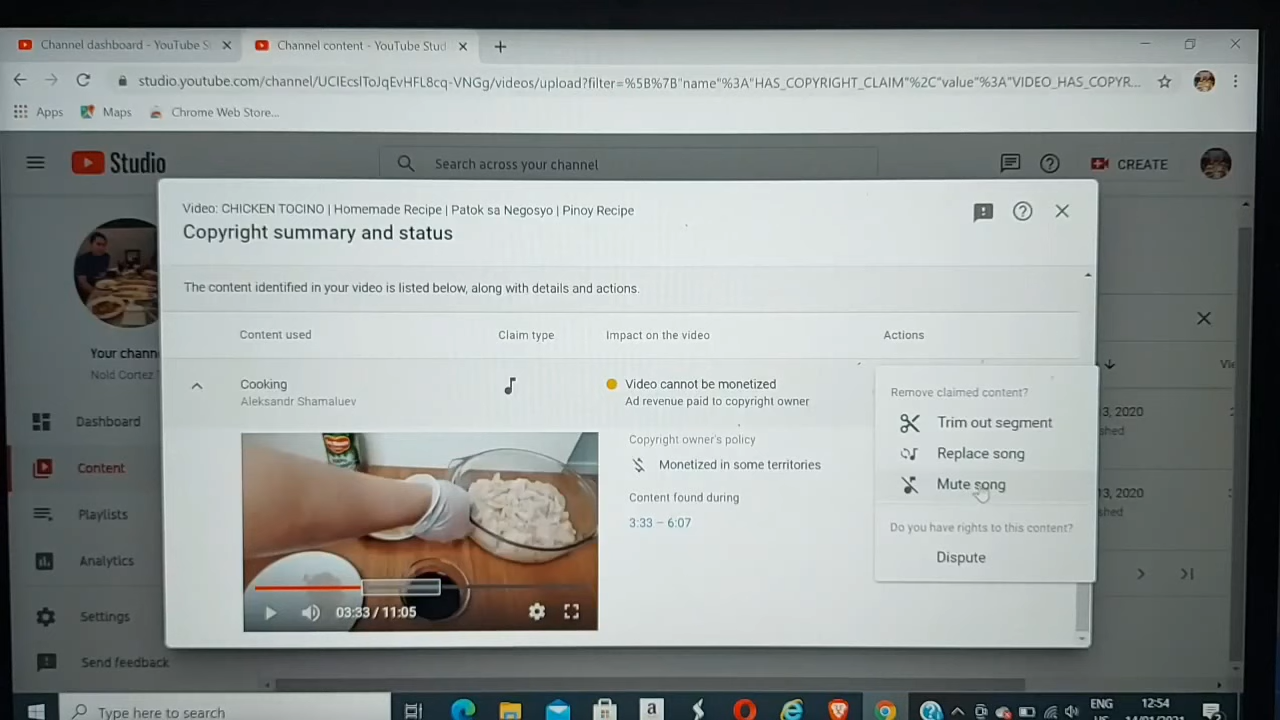 Channel dashboard - YouTube S
Channel content - YouTube Stud
studio.youtube.com/channel/UCIEcslToJqEvHFL8cq-VNGg/videos/upload?filter=%5B%7B"name"%3A"HAS_COPYRIGHT_CLAIM"%2C"value"%3A"VIDEO_HAS_COPYR...
Apps
Maps
Chrome Web Store...
Studio
Search across your channel
CREATE
Video: CHICKEN TOCINO | Homemade Recipe | Patok sa Negosyo | Pinoy Recipe
Copyright summary and status
The content identified in your video is listed below, along with details and actions.
Content used
Claim type
Impact on the video
Actions
Your chann
Nold Cortez
Vi
Cooking
Aleksandr Shamaluev
Video cannot be monetized
Ad revenue paid to copyright owner
Copyright owner's policy
Monetized in some territories
Content found during
3:33 – 6:07
Remove claimed content?
Trim out segment
Replace song
Mute song
Do you have rights to this content?
Dispute
3, 2020
shed
13, 2020
shed
Dashboard
Content
Playlists
Analytics
Settings
Send feedback
03:33 / 11:05
Type here to search
a
ENG
12:54